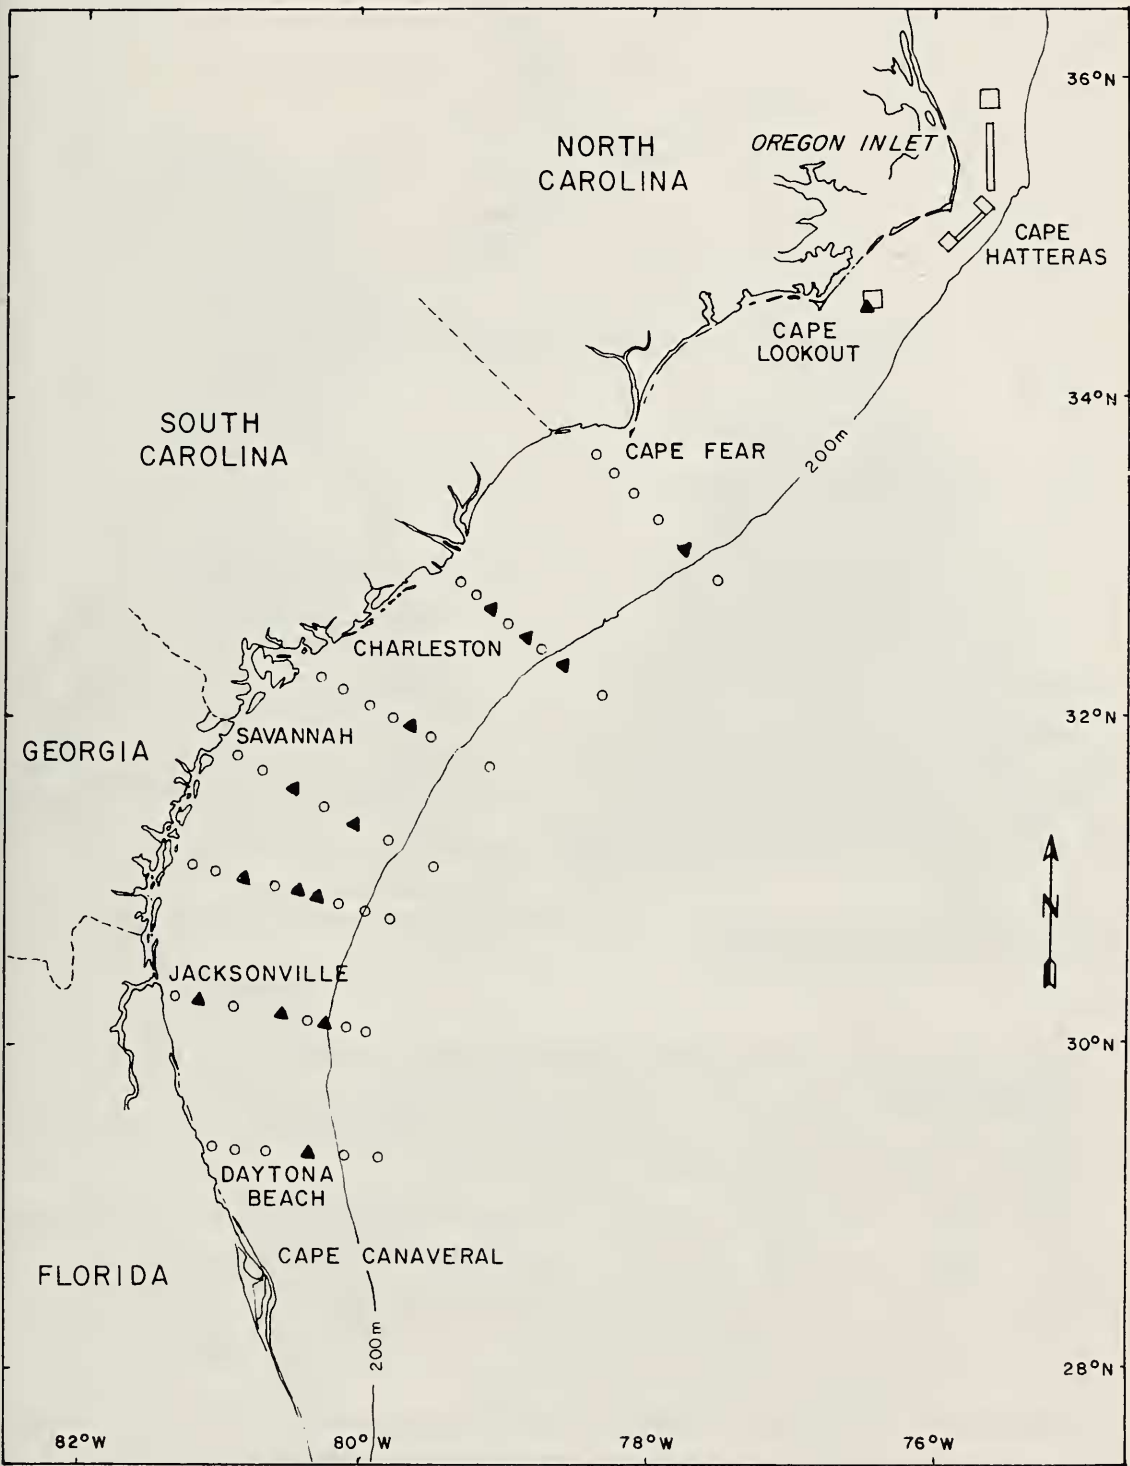 36°N
NORTH
CAROLINA
OREGON INLET
CAPE
HATTERAS
CAPE
LOOKOUT
34°N
SOUTH
CAROLINA
CAPE FEAR
200m
CHARLESTON
32°N
SAVANNAH
GEORGIA
N
JACKSONVILLE
30°N
DAYTONA
BEACH
CAPE CANAVERAL
FLORIDA
200m
28°N
82°W
80°W
78°W
76°W